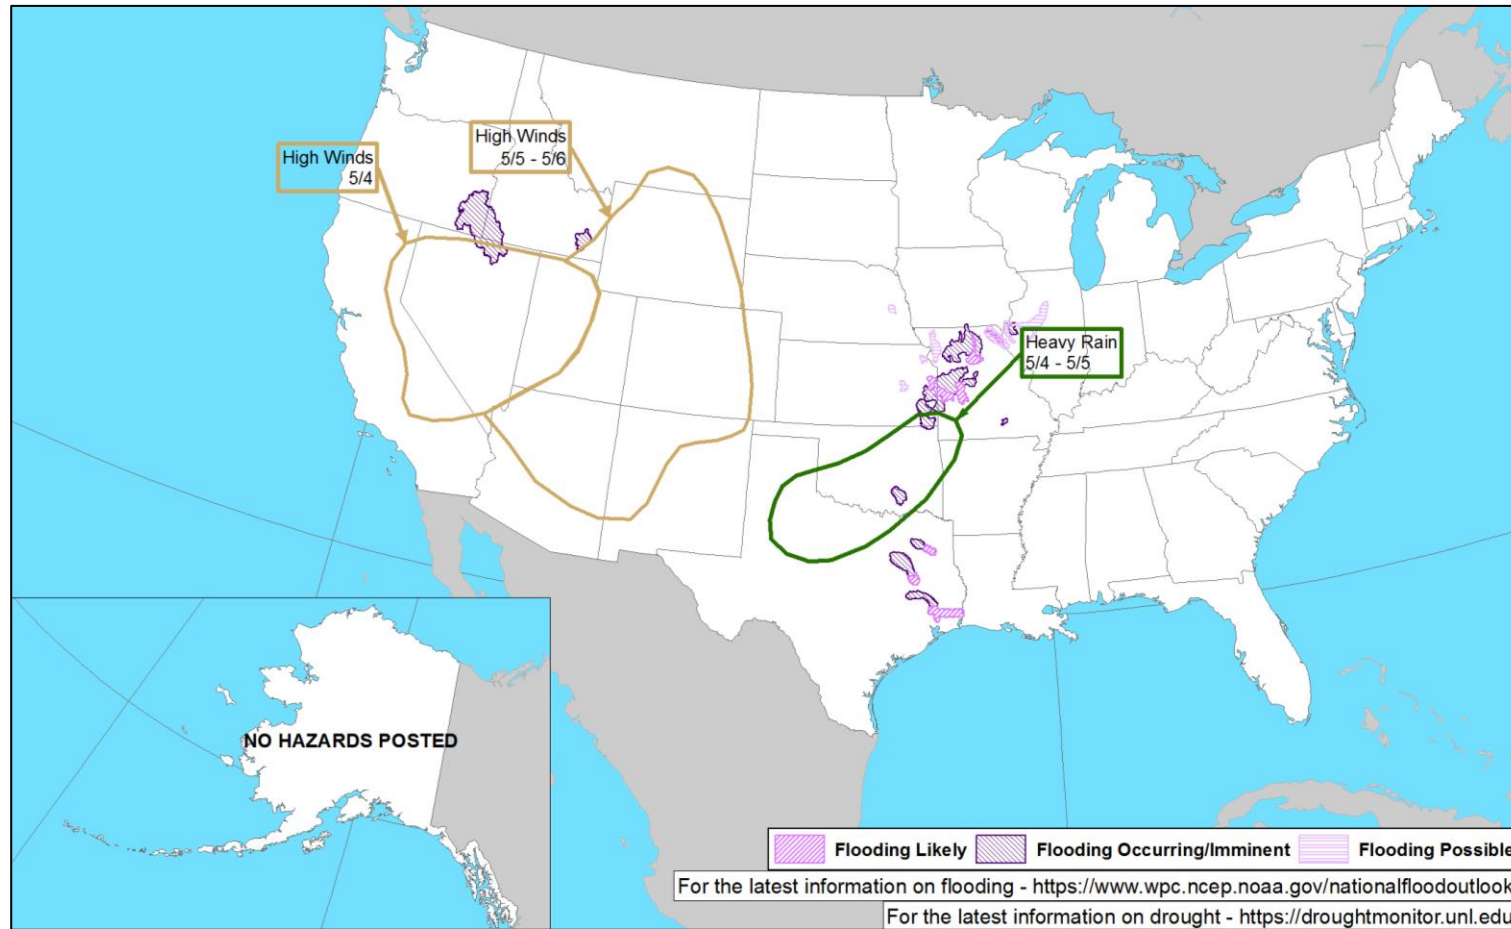 High Winds
5/5 - 5/6
High Winds
5/4
Heavy Rain
5/4 - 5/5
NO HAZARDS POSTED
Flooding Likely
Flooding Occurring/Imminent
Flooding Possible
For the latest information on flooding - https://www.wpc.ncep.noaa.gov/nationalfloodoutlook
For the latest information on drought - https://droughtmonitor.unl.edu